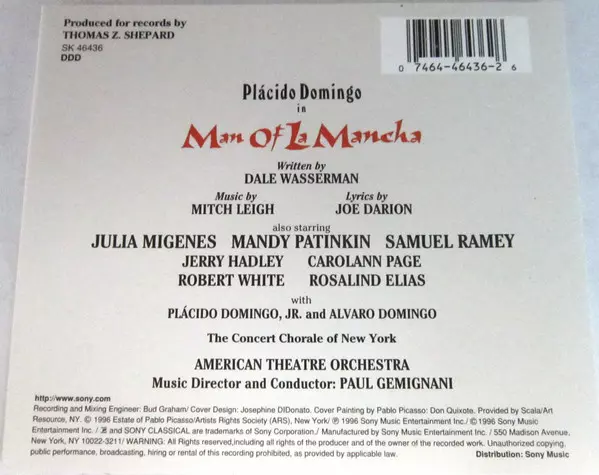 Produced for records by
THOMAS Z. SHEPARD
SK 46436
DDD
0 7464-46436-2 6
Plácido Domingo
in
Man Of La Mancha
Written by
DALE WASSERMAN
Music by Lyrics by
MITCH LEIGH JOE DARION
also starring
JULIA MIGENES MANDY PATINKIN SAMUEL RAMEY
JERRY HADLEY CAROLANN PAGE
ROBERT WHITE ROSALIND ELIAS
with
PLÁCIDO DOMINGO, JR. and ALVARO DOMINGO
The Concert Chorale of New York
AMERICAN THEATRE ORCHESTRA
Music Director and Conductor: PAUL GEMIGNANI
http://www.sony.com
Recording and Mixing Engineer: Bud Graham/ Cover Design: Josephine DiDonato. Cover Painting by Pablo Picasso: Don Quixote. Provided by Scala/Art
Resource, NY. © 1996 Estate of Pablo Picasso/Artists Rights Society (ARS), New York/ ℗ 1996 Sony Music Entertainment Inc./ © 1996 Sony Music
Entertainment Inc. / and SONY CLASSICAL are trademarks of Sony Corporation./ Manufactured by Sony Music Entertainment Inc. / 550 Madison Avenue,
New York, NY 10022-3211/ WARNING: All Rights reserved,including all rights of the producer and of the owner of the recorded work. Unauthorized copying,
public performance, broadcasting, hiring or rental of this recording prohibited, as provided by applicable law. Distribution: Sony Music